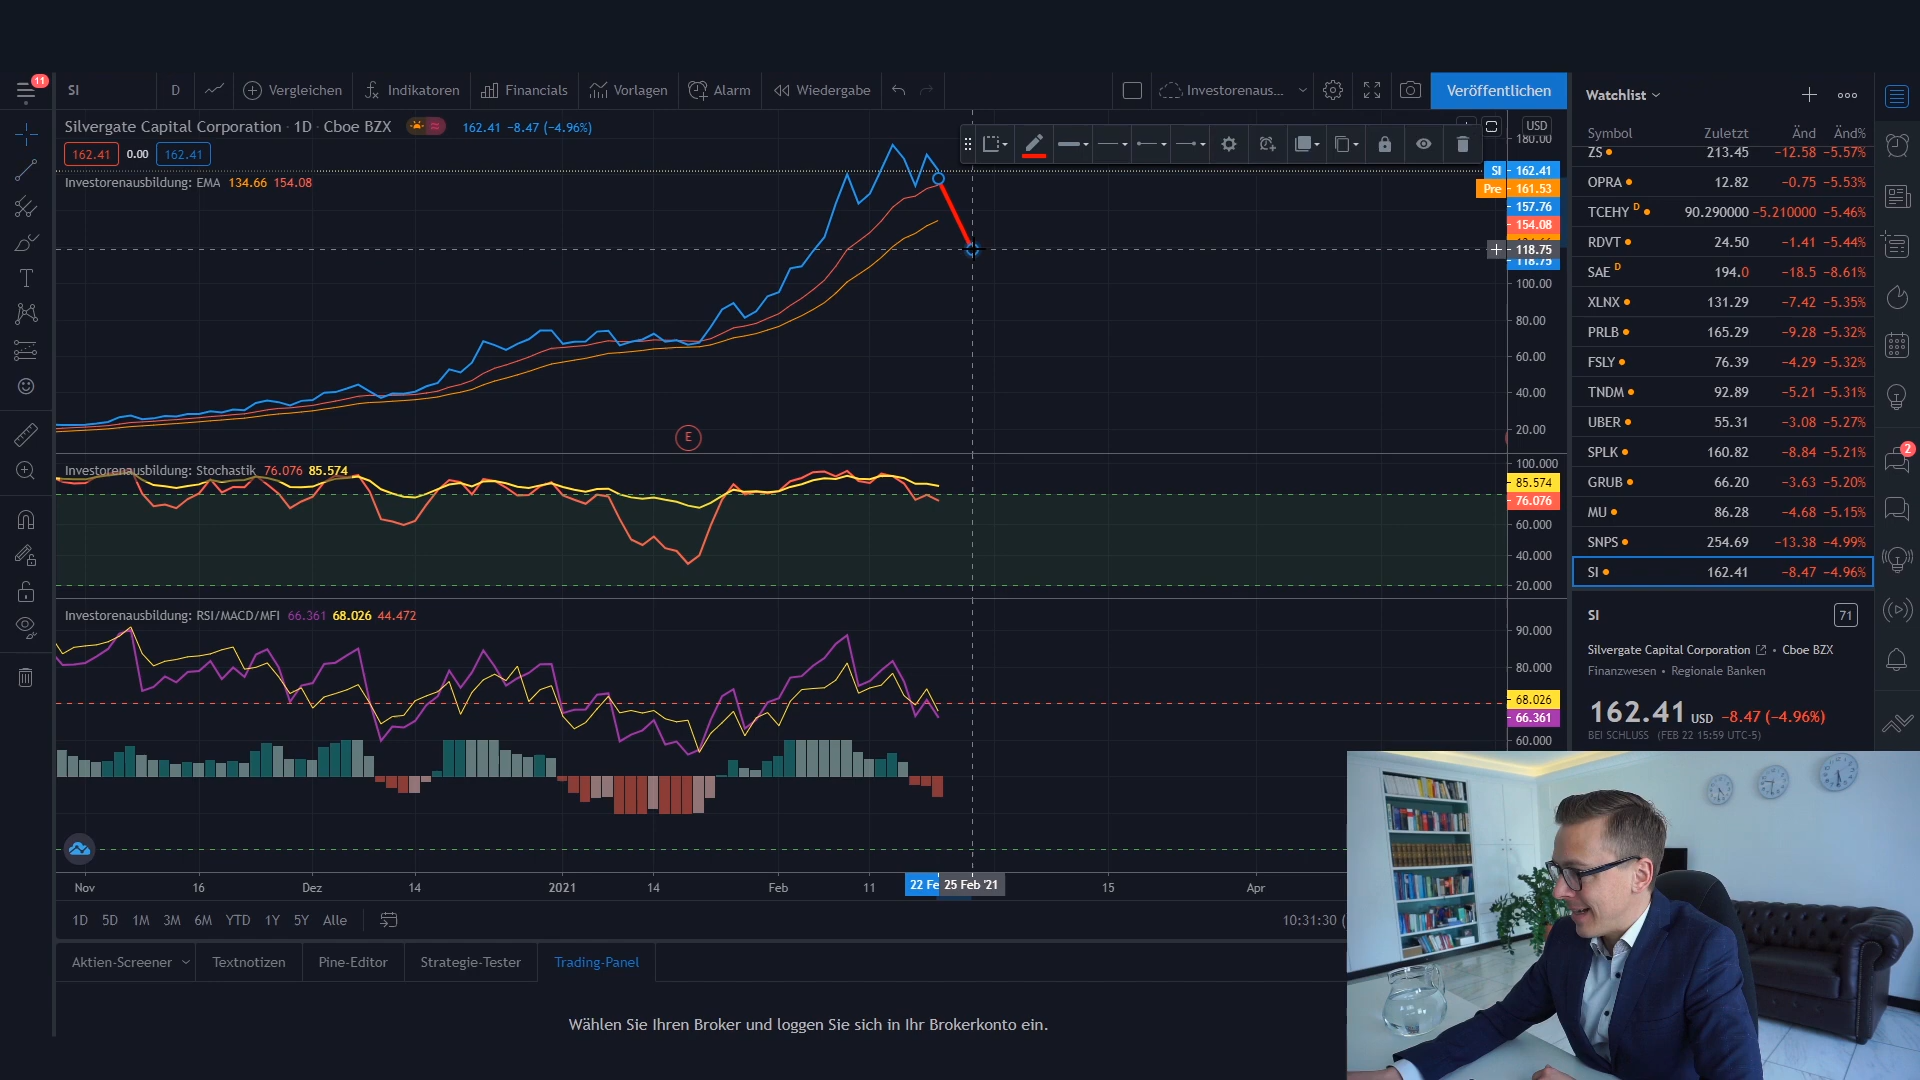 11
SI
D
Vergleichen
Indikatoren
Financials
Vorlagen
Alarm
Wiedergabe
Investorenaus...
Veröffentlichen
Silvergate Capital Corporation · 1D · Cboe BZX
162.41 −8.47 (−4.96%)
162.41
0.00
162.41
Investorenausbildung: EMA 134.66 154.08
USD
180.00
SI 162.41
Pre 161.53
157.76
154.08
118.75
118.75
100.00
80.00
60.00
40.00
20.00
E
Investorenausbildung: Stochastik 76.076 85.574
100.000
85.574
76.076
60.000
40.000
20.000
Investorenausbildung: RSI/MACD/MFI 66.361 68.026 44.472
90.000
80.000
68.026
66.361
60.000
Nov
16
Dez
14
2021
14
Feb
11
22 Fe
25 Feb '21
15
Apr
1D 5D 1M 3M 6M YTD 1Y 5Y Alle
10:31:30 (
Aktien-Screener
Textnotizen
Pine-Editor
Strategie-Tester
Trading-Panel
Wählen Sie Ihren Broker und loggen Sie sich in Ihr Brokerkonto ein.
Watchlist
Symbol Zuletzt Änd Änd%
ZS 213.45 −12.58 −5.57%
OPRA 12.82 −0.75 −5.53%
TCEHY D 90.290000 −5.210000 −5.46%
RDVT 24.50 −1.41 −5.44%
SAE D 194.0 −18.5 −8.61%
XLNX 131.29 −7.42 −5.35%
PRLB 165.29 −9.28 −5.32%
FSLY 76.39 −4.29 −5.32%
TNDM 92.89 −5.21 −5.31%
UBER 55.31 −3.08 −5.27%
SPLK 160.82 −8.84 −5.21%
GRUB 66.20 −3.63 −5.20%
MU 86.28 −4.68 −5.15%
SNPS 254.69 −13.38 −4.99%
SI 162.41 −8.47 −4.96%
SI
71
Silvergate Capital Corporation • Cboe BZX
Finanzwesen • Regionale Banken
162.41 USD −8.47 (−4.96%)
BEI SCHLUSS (FEB 22 15:59 UTC-5)
2